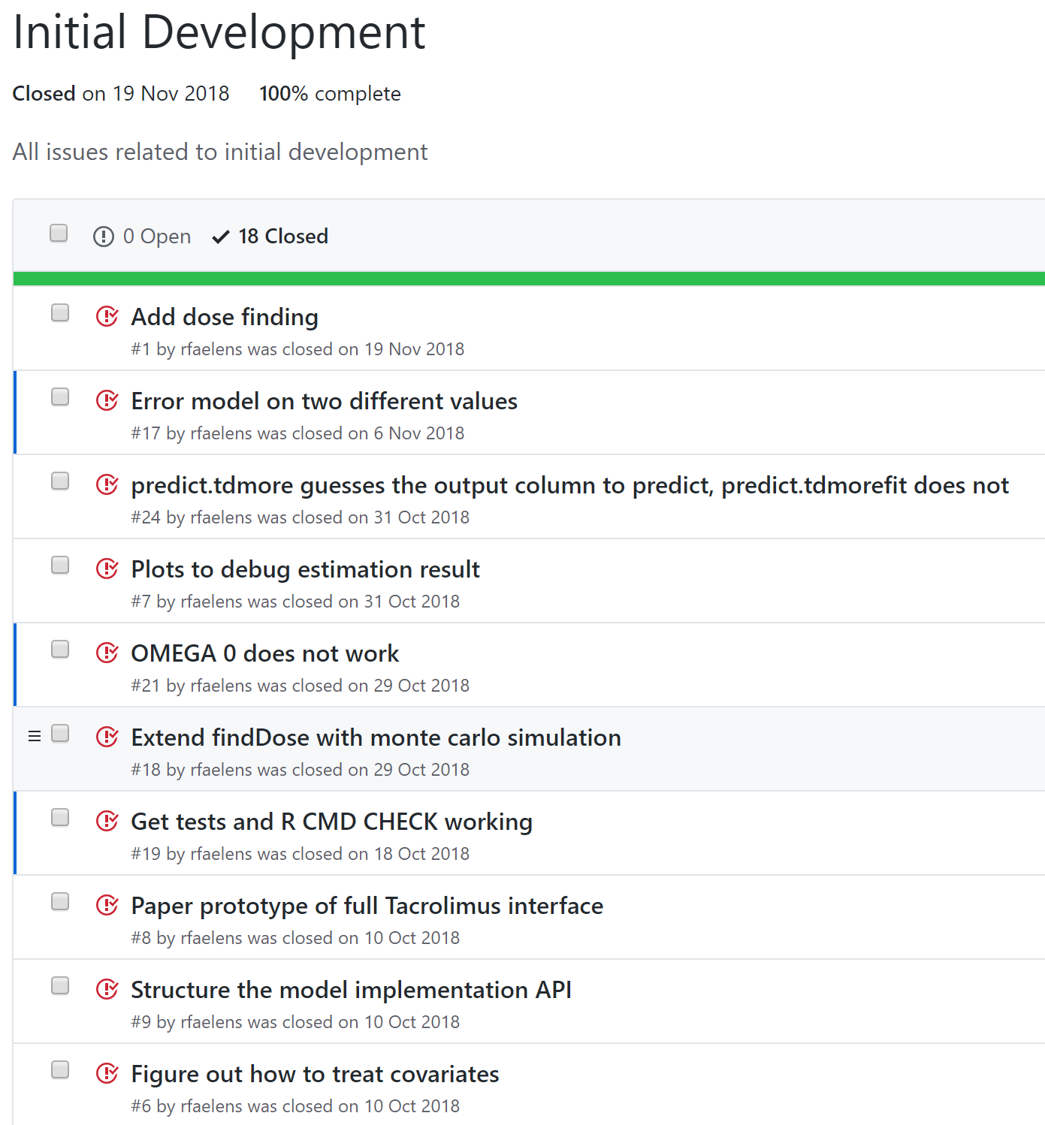 Initial Development
Closed on 19 Nov 2018 100% complete
All issues related to initial development
0 Open 18 Closed
Add dose finding
#1 by rfaelens was closed on 19 Nov 2018
Error model on two different values
#17 by rfaelens was closed on 6 Nov 2018
predict.tdmore guesses the output column to predict, predict.tdmorefit does not
#24 by rfaelens was closed on 31 Oct 2018
Plots to debug estimation result
#7 by rfaelens was closed on 31 Oct 2018
OMEGA 0 does not work
#21 by rfaelens was closed on 29 Oct 2018
Extend findDose with monte carlo simulation
#18 by rfaelens was closed on 29 Oct 2018
Get tests and R CMD CHECK working
#19 by rfaelens was closed on 18 Oct 2018
Paper prototype of full Tacrolimus interface
#8 by rfaelens was closed on 10 Oct 2018
Structure the model implementation API
#9 by rfaelens was closed on 10 Oct 2018
Figure out how to treat covariates
#6 by rfaelens was closed on 10 Oct 2018